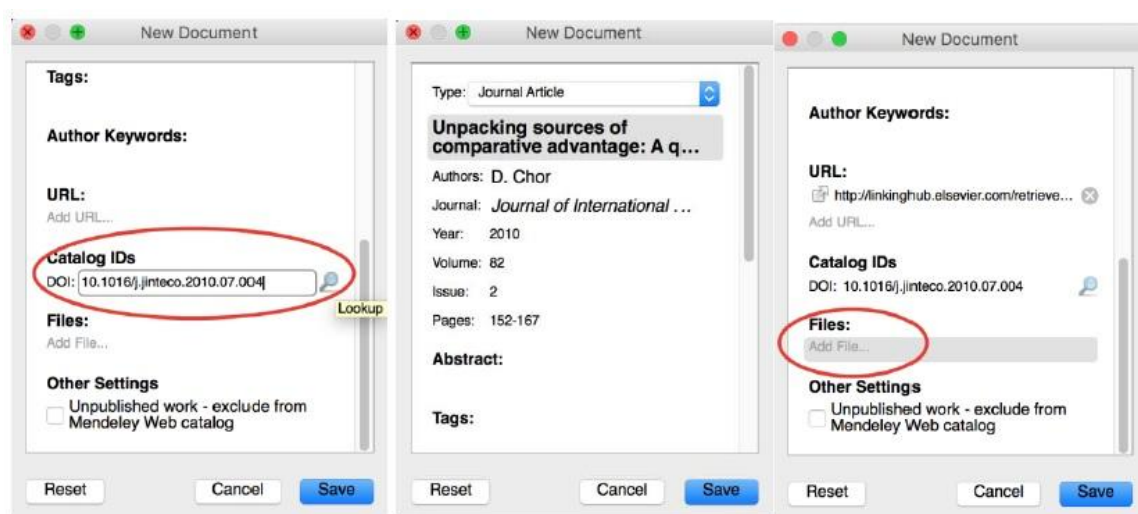 New Document
Tags:
Author Keywords:
URL:
Add URL...
Catalog IDs
DOI: 10.1016/j.jinteco.2010.07.004
Lookup
Files:
Add File...
Other Settings
Unpublished work - exclude from
Mendeley Web catalog
Reset Cancel Save
New Document
Type: Journal Article
Unpacking sources of
comparative advantage: A q...
Authors: D. Chor
Journal: Journal of International ...
Year: 2010
Volume: 82
Issue: 2
Pages: 152-167
Abstract:
Tags:
Reset Cancel Save
New Document
Author Keywords:
URL:
http://linkinghub.elsevier.com/retrieve...
Add URL...
Catalog IDs
DOI: 10.1016/j.jinteco.2010.07.004
Files:
Add File...
Other Settings
Unpublished work - exclude from
Mendeley Web catalog
Reset Cancel Save